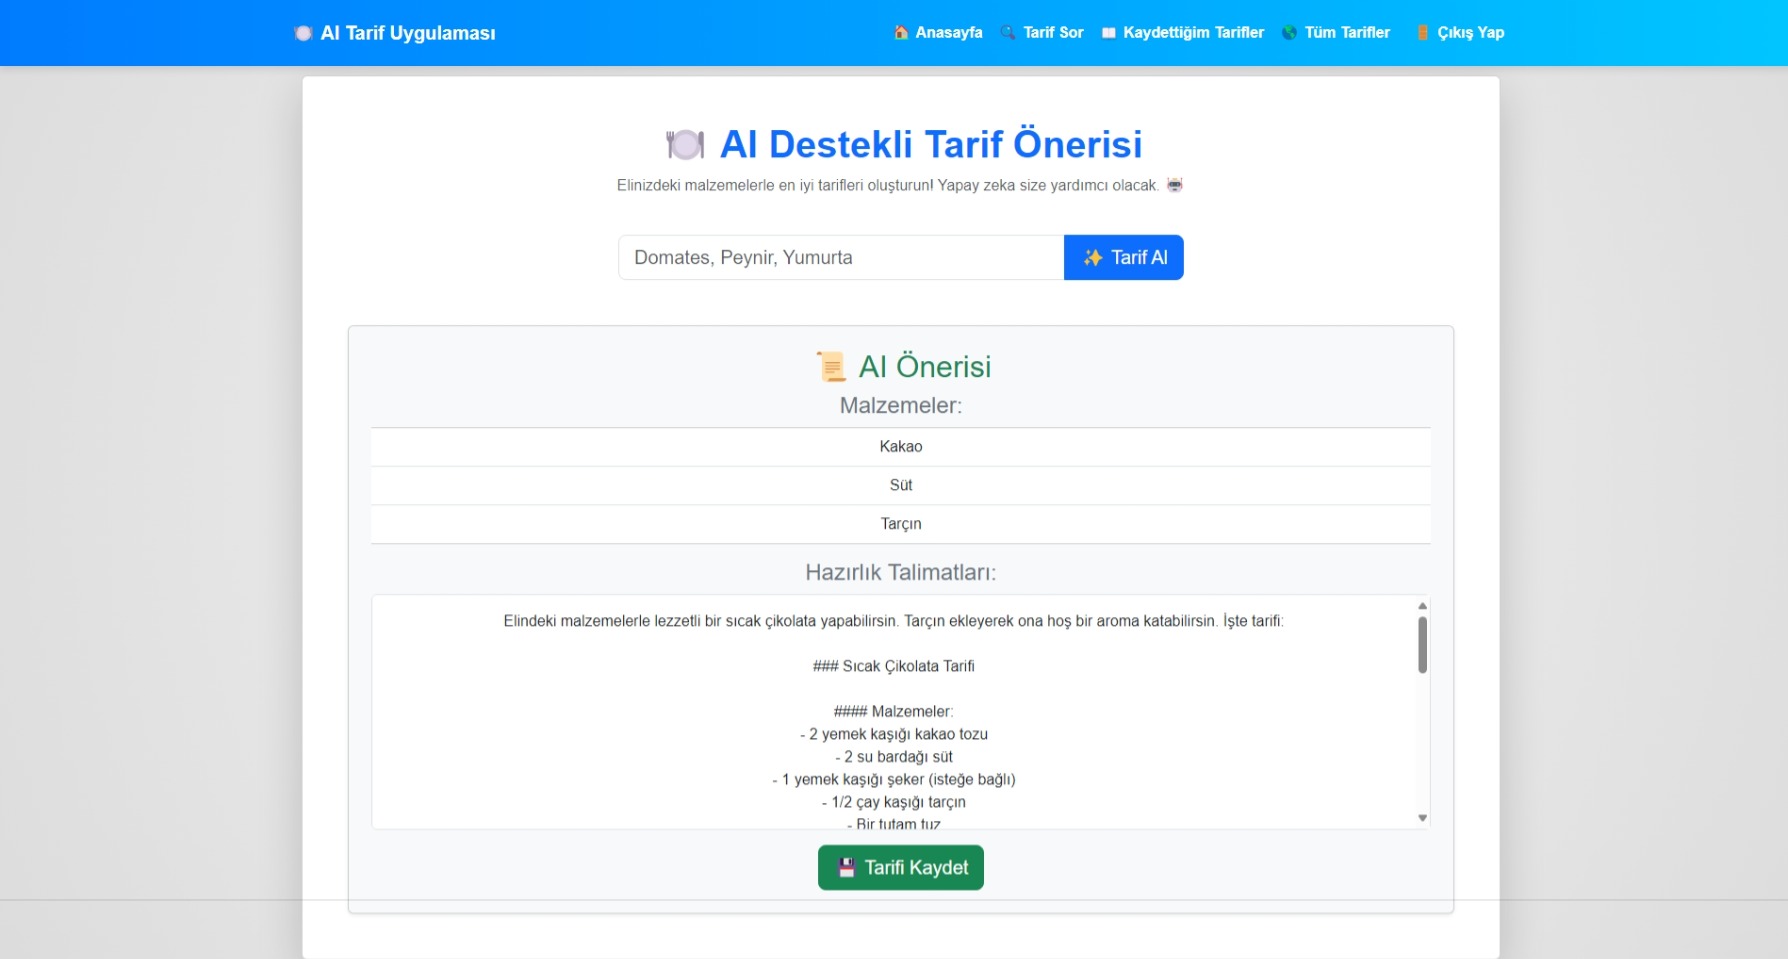 AI Tarif Uygulaması
Anasayfa Tarif Sor Kaydettiğim Tarifler Tüm Tarifler Çıkış Yap
AI Destekli Tarif Önerisi
Elinizdeki malzemelerle en iyi tarifleri oluşturun! Yapay zeka size yardımcı olacak.
Domates, Peynir, Yumurta
Tarif Al
AI Önerisi
Malzemeler:
Kakao
Süt
Tarçın
Hazırlık Talimatları:
Elindeki malzemelerle lezzetli bir sıcak çikolata yapabilirsin. Tarçın ekleyerek ona hoş bir aroma katabilirsin. İşte tarifi:
### Sıcak Çikolata Tarifi
#### Malzemeler:
- 2 yemek kaşığı kakao tozu
- 2 su bardağı süt
- 1 yemek kaşığı şeker (isteğe bağlı)
- 1/2 çay kaşığı tarçın
- Bir tutam tuz
Tarifi Kaydet